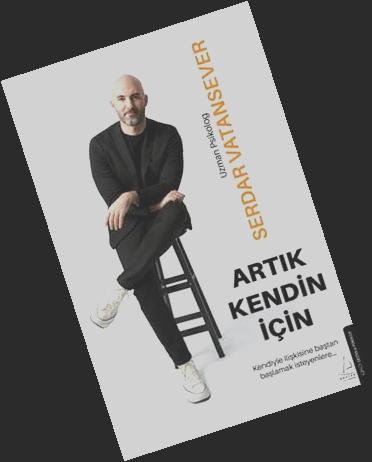 Uzman Psikolog
SERDAR VATANSEVER
ARTIK
KENDİN
İÇİN
Kendiyle ilişkisine baştan
başlamak isteyenlere...